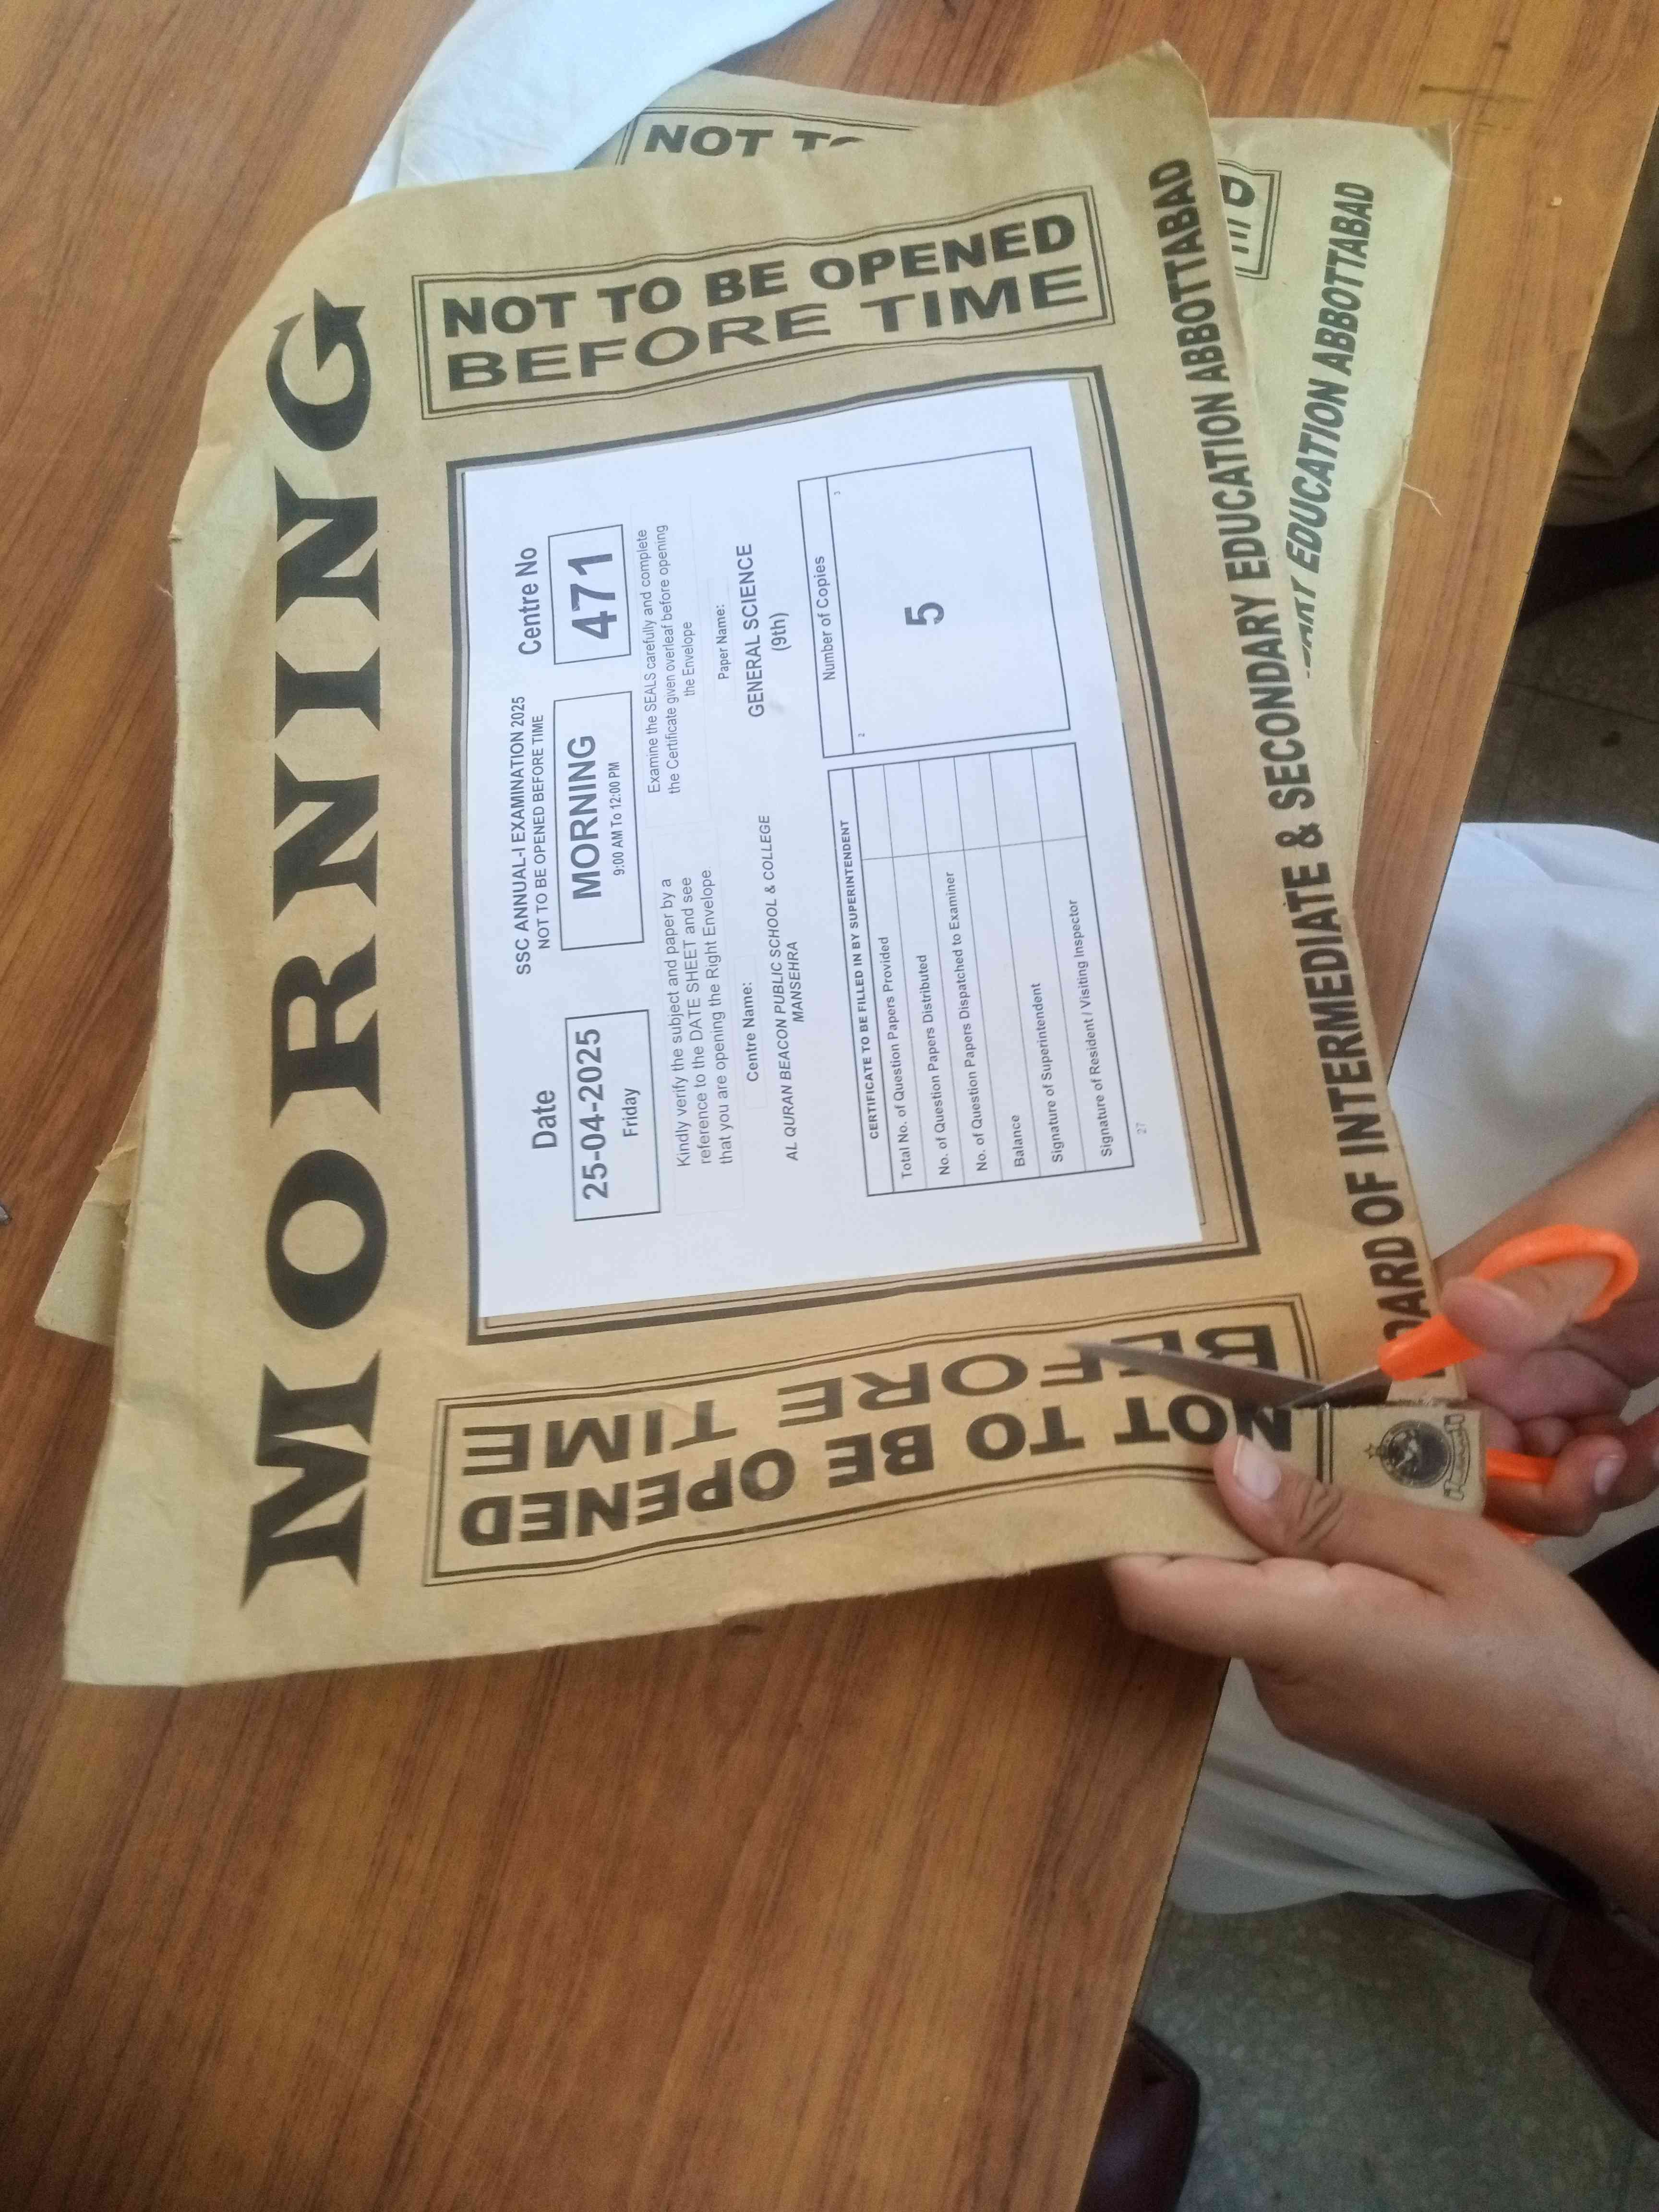 MORNING
NOT TO BE OPENED
BEFORE TIME
NOT TO BE OPENED
BEFORE TIME
SSC ANNUAL-I EXAMINATION 2025
NOT TO BE OPENED BEFORE TIME
Date
25-04-2025
Friday
MORNING
9:00 AM To 12:00 PM
Centre No
471
Kindly verify the subject and paper by a
reference to the DATE SHEET and see
that you are opening the Right Envelope.
Examine the SEALS carefully and complete
the Certificate given overleaf before opening
the Envelope
Centre Name:
AL QURAN BEACON PUBLIC SCHOOL & COLLEGE
MANSEHRA
Paper Name:
GENERAL SCIENCE
(9th)
CERTIFICATE TO BE FILLED IN BY SUPERINTENDENT
Total No. of Question Papers Provided
No. of Question Papers Distributed
No. of Question Papers Dispatched to Examiner
Balance
Signature of Superintendent
Signature of Resident / Visiting Inspector
Number of Copies
2
3
5
27
BOARD OF INTERMEDIATE & SECONDARY EDUCATION ABBOTTABAD
NOT TO
EDUCATION ABBOTTABAD